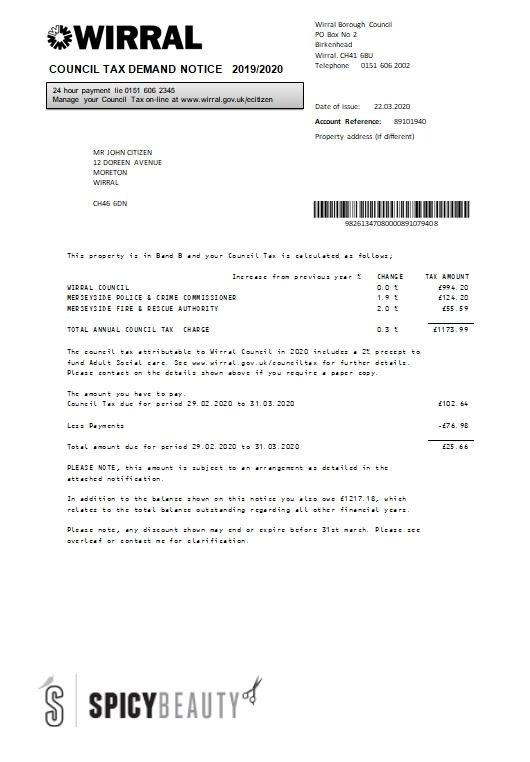 WIRRAL
COUNCIL TAX DEMAND NOTICE 2019/2020
24 hour payment lie 0151 606 2345
Manage your Council Tax on-line at www.wirral.gov.uk/ecitizen
Wirral Borough Council
PO Box No 2
Birkenhead
Wirral. CH41 6BU
Telephone 0151 606 2002
Date of issue: 22.03.2020
Account Reference: 89101940
Property address (if different)
MR JOHN CITIZEN
12 DOREEN AVENUE
MORETON
WIRRAL
CH46 6DN
98261347080000891079408
This property is in Band B and your Council Tax is calculated as follows;
Increase from previous year % CHANGE TAX AMOUNT
WIRRAL COUNCIL 0.0 % £994.20
MERSEYSIDE POLICE & CRIME COMMISSIONER 1.9 % £124.20
MERSEYSIDE FIRE & RESCUE AUTHORITY 2.0 % £55.59
TOTAL ANNUAL COUNCIL TAX CHARGE 0.3 % £1173.99
The council tax attributable to Wirral Council in 2020 includes a 2% precept to
fund Adult Social care. See www.wirral.gov.uk/counciltax for further details.
Please contact on the details shown above if you require a paper copy.
The amount you have to pay.
Council Tax due for period 29.02.2020 to 31.03.2020 £102.64
Less Payments -£76.98
Total amount due for period 29.02.2020 to 31.03.2020 £25.66
PLEASE NOTE, this amount is subject to an arrangement as detailed in the
attached notification.
In addition to the balance shown on this notice you also owe £1217.18, which
relates to the total balance outstanding regarding all other financial years.
Please note, any discount shown may end or expire before 31st march. Please see
overleaf or contact me for clarification.
S SPICYBEAUTY